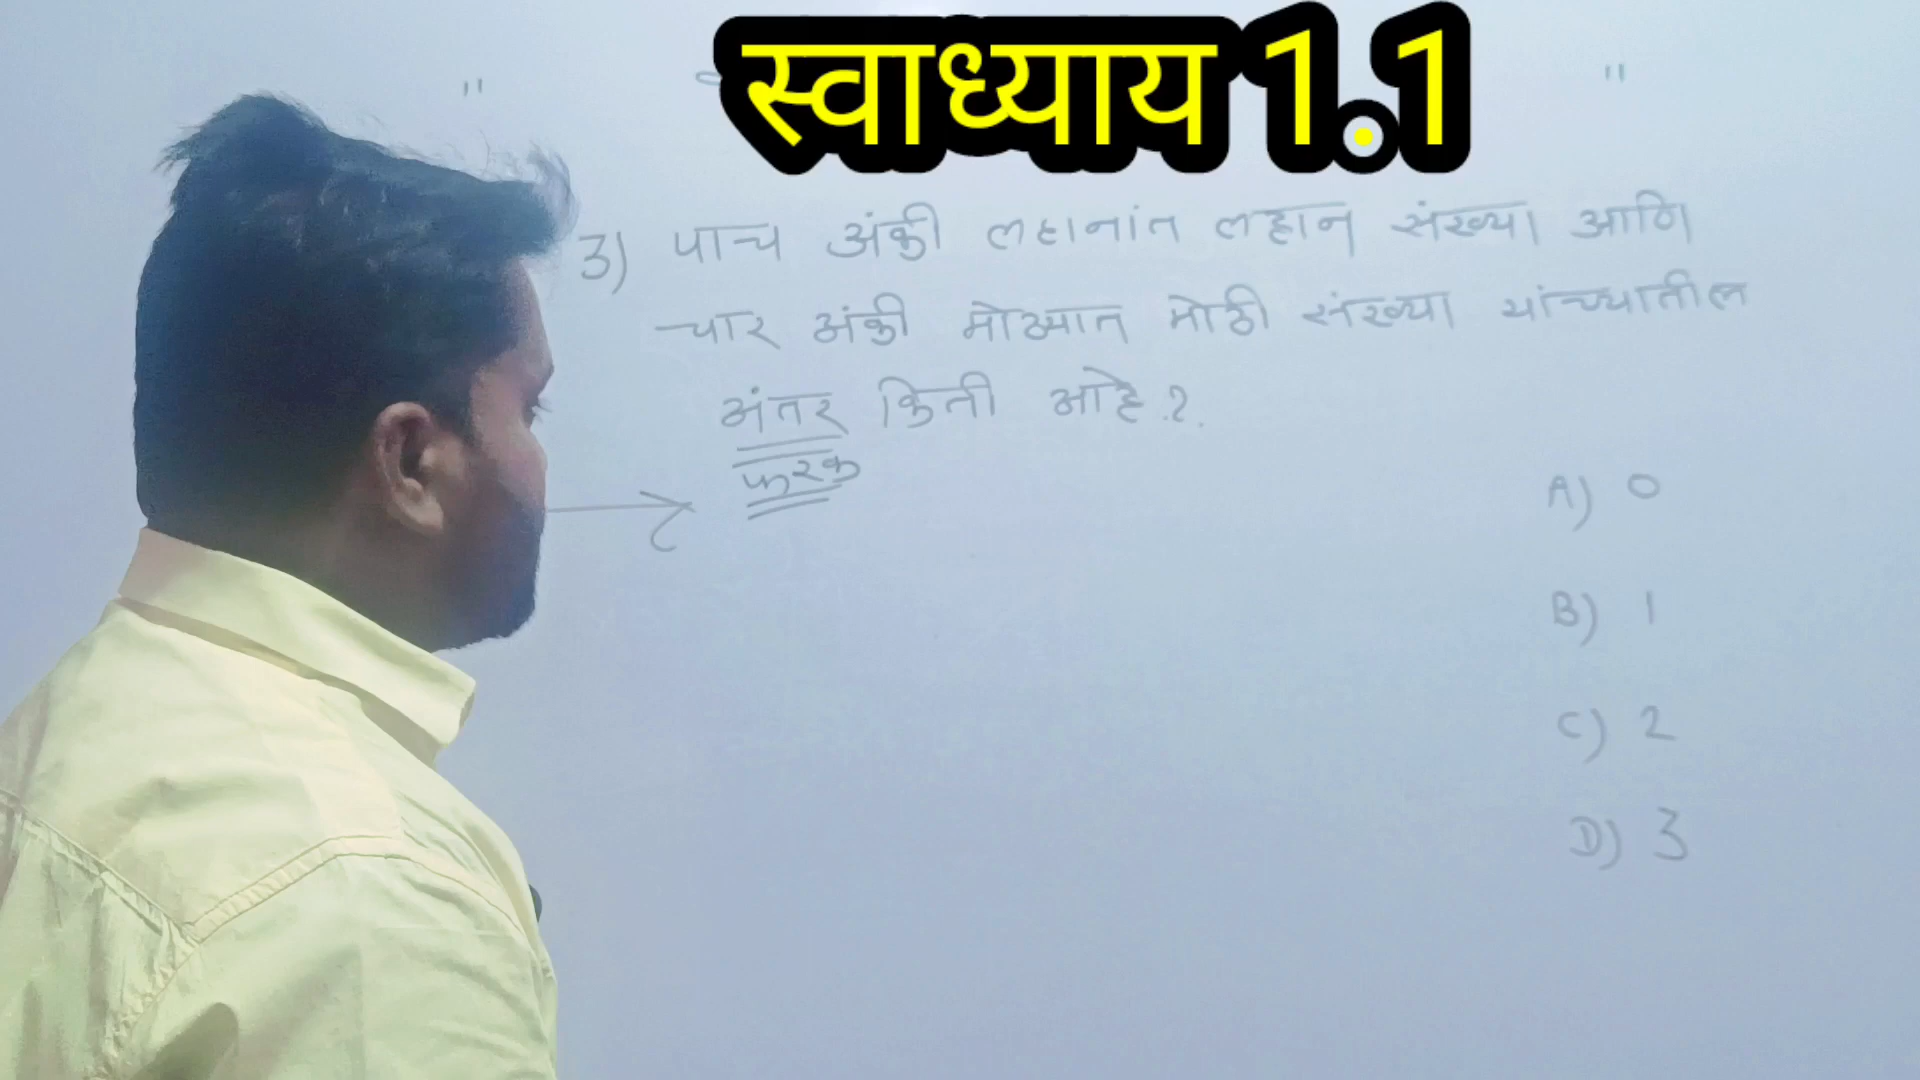 स्वाध्याय 1.1
"
"
3) पाच अंकी लहानांत लहान संख्या आणि
चार अंकी मोठ्यात मोठी संख्या यांच्यातील
अंतर किती आहे.?.
फरक
A) 0
B) 1
C) 2
D) 3